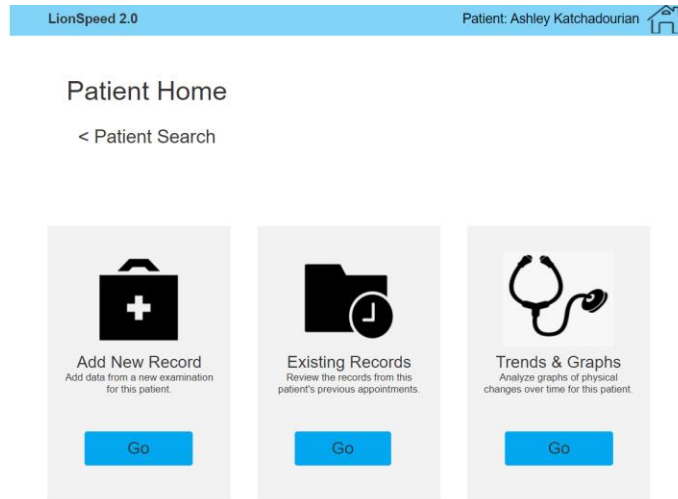 LionSpeed 2.0
Patient: Ashley Katchadourian
Patient Home
< Patient Search
Add New Record
Add data from a new examination
for this patient.
Go
Existing Records
Review the records from this
patient's previous appointments.
Go
Trends & Graphs
Analyze graphs of physical
changes over time for this patient.
Go